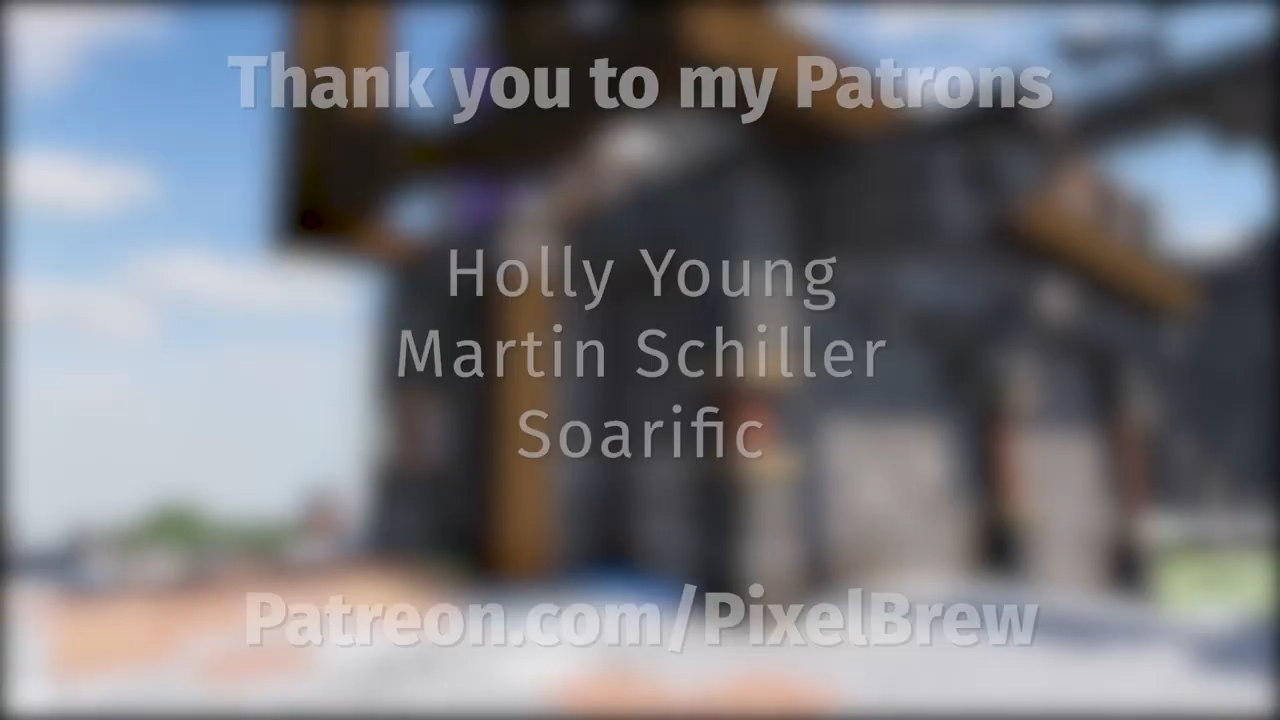 Thank you to my Patrons
Holly Young
Martin Schiller
Soarific
Patreon.com/PixelBrew